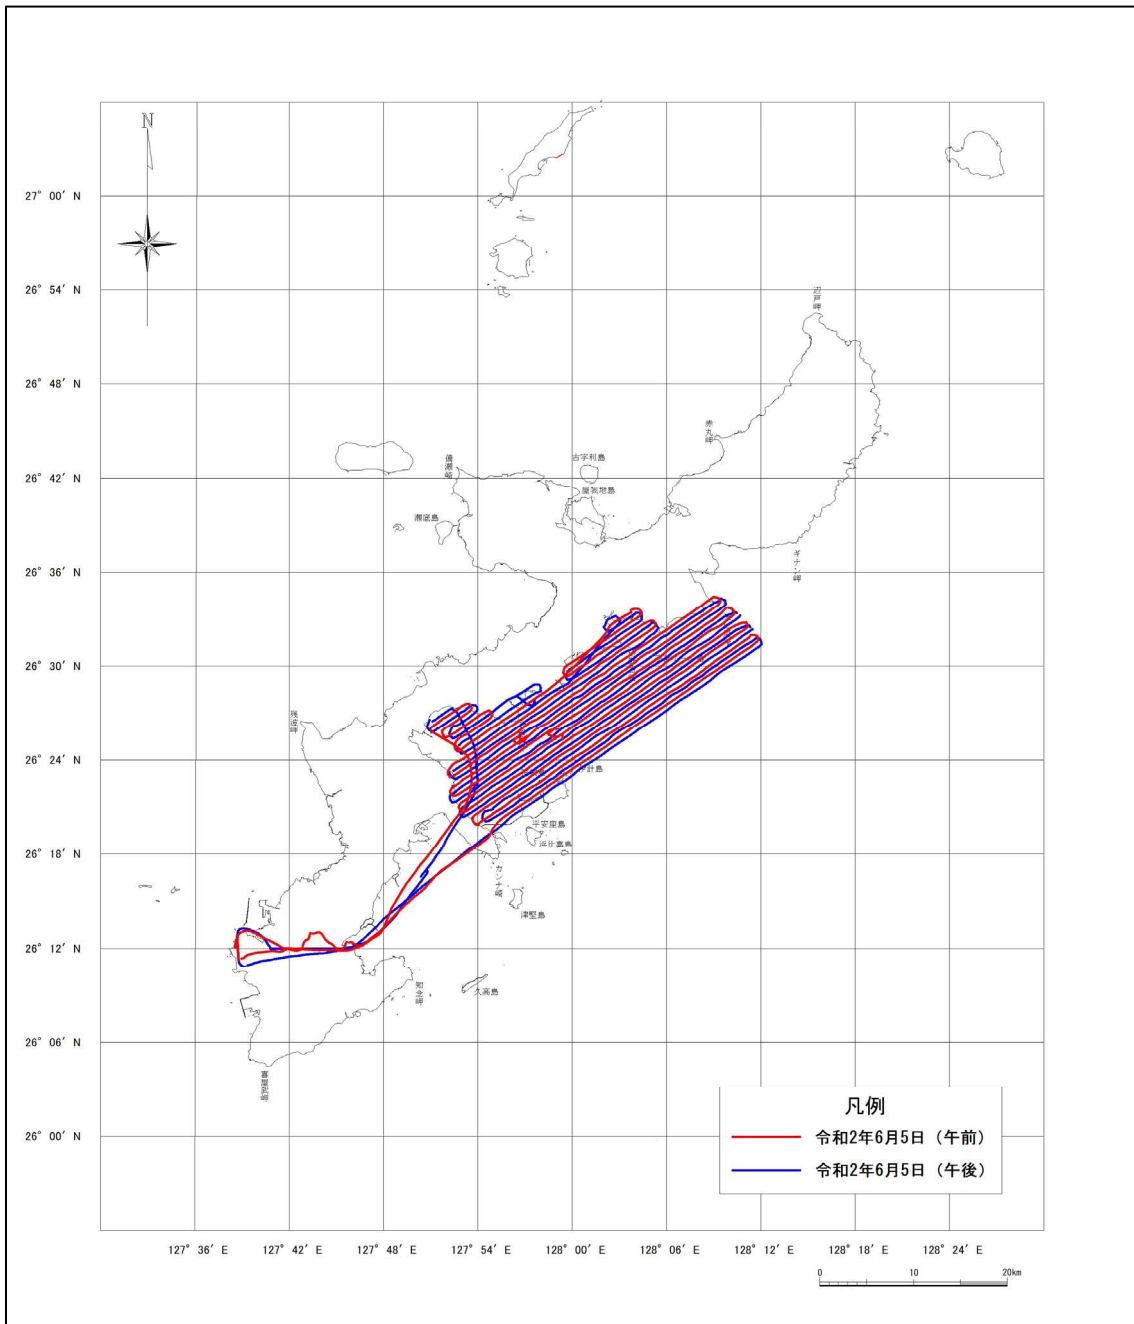 N
27° 00′ N
26° 54′ N
辺戸岬
26° 48′ N
赤丸岬
26° 42′ N
備瀬崎
古宇利島
屋我地島
瀬底島
26° 36′ N
ギナン岬
26° 30′ N
残波岬
26° 24′ N
伊計島
26° 18′ N
平安座島
浜比嘉島
カンナ崎
津堅島
26° 12′ N
知念岬
久高島
26° 06′ N
喜屋武岬
26° 00′ N
凡例
令和2年6月5日（午前）
令和2年6月5日（午後）
127° 36′ E
127° 42′ E
127° 48′ E
127° 54′ E
128° 00′ E
128° 06′ E
128° 12′ E
128° 18′ E
128° 24′ E
0
10
20km